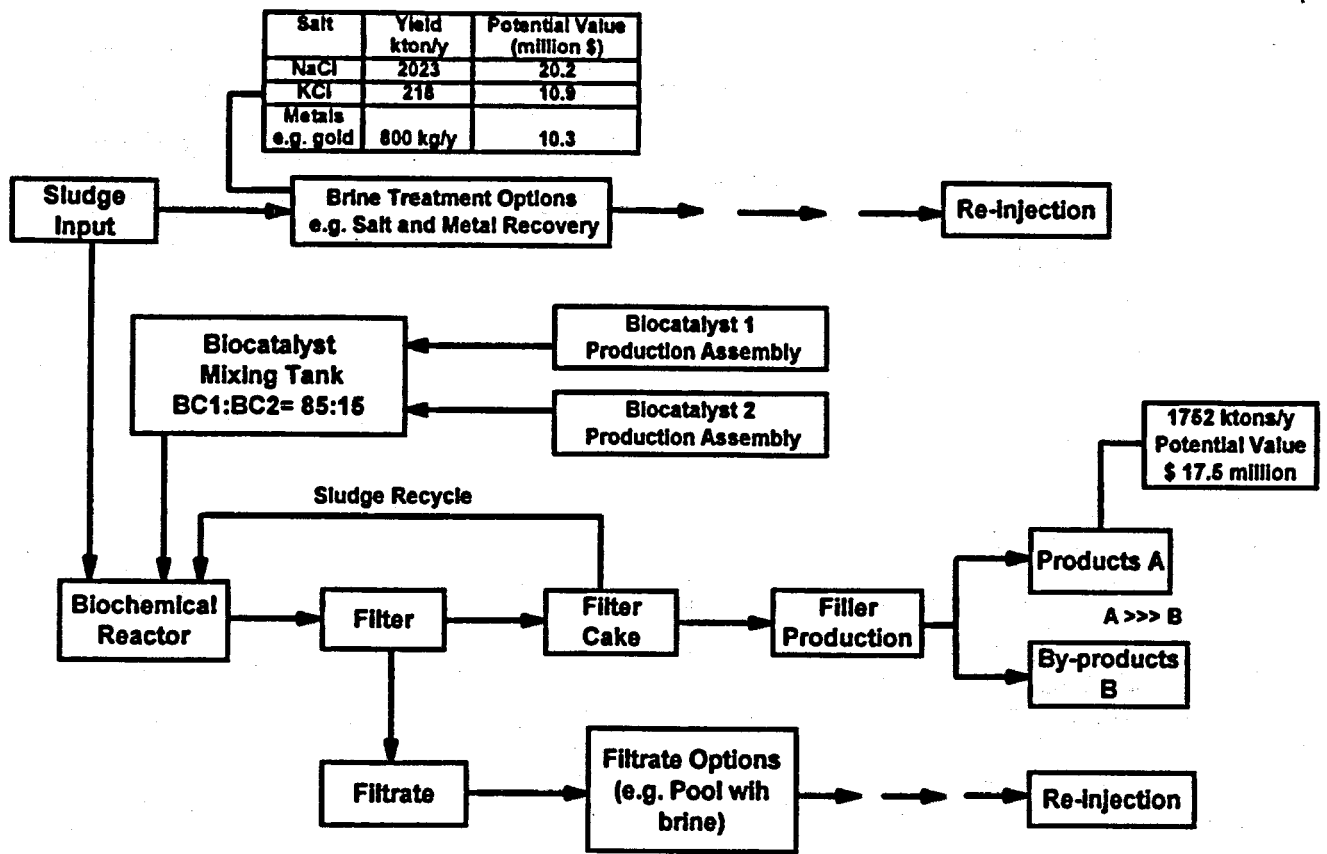 Salt Yield kton/y Potential Value (million $)
NaCl 2023 20.2
KCl 218 10.9
Metals e.g. gold 800 kg/y 10.3
Sludge
Input
Brine Treatment Options
e.g. Salt and Metal Recovery
Re-injection
Biocatalyst
Mixing Tank
BC1:BC2= 85:15
Biocatalyst 1
Production Assembly
Biocatalyst 2
Production Assembly
1752 ktons/y
Potential Value
$ 17.5 million
Sludge Recycle
Products A
Biochemical
Reactor
Filter
Filter
Cake
Filler
Production
A >>> B
By-products
B
Filtrate
Filtrate Options
(e.g. Pool wih
brine)
Re-injection